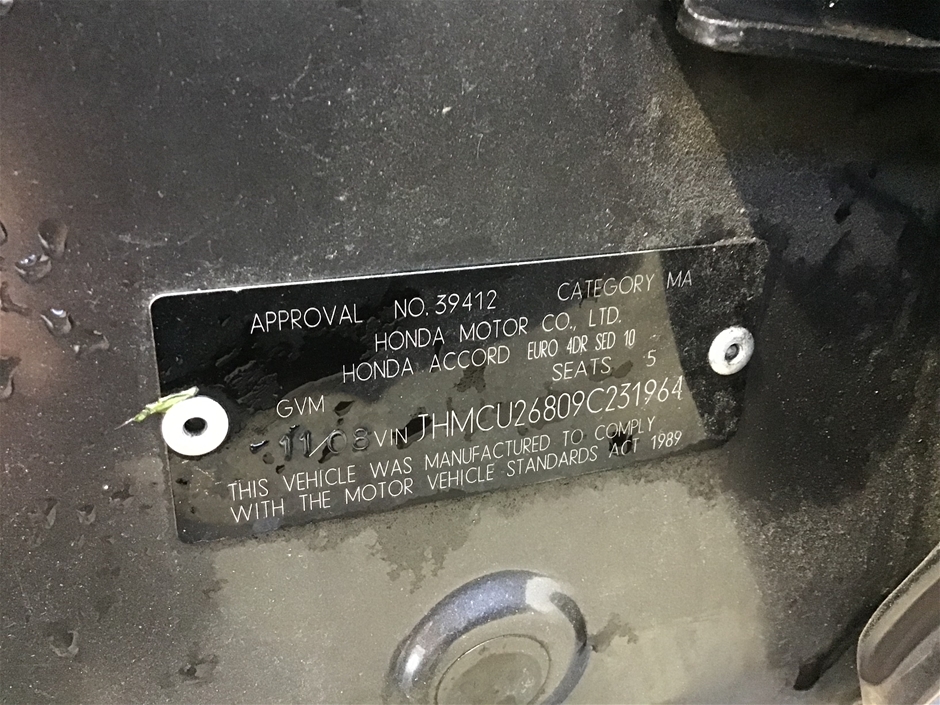 APPROVAL NO. 39412 CATEGORY MA
HONDA MOTOR CO., LTD.
HONDA ACCORD EURO 4DR SED 10
SEATS 5
GVM
-11/08 VIN JHMCU26809C231964
THIS VEHICLE WAS MANUFACTURED TO COMPLY
WITH THE MOTOR VEHICLE STANDARDS ACT 1989